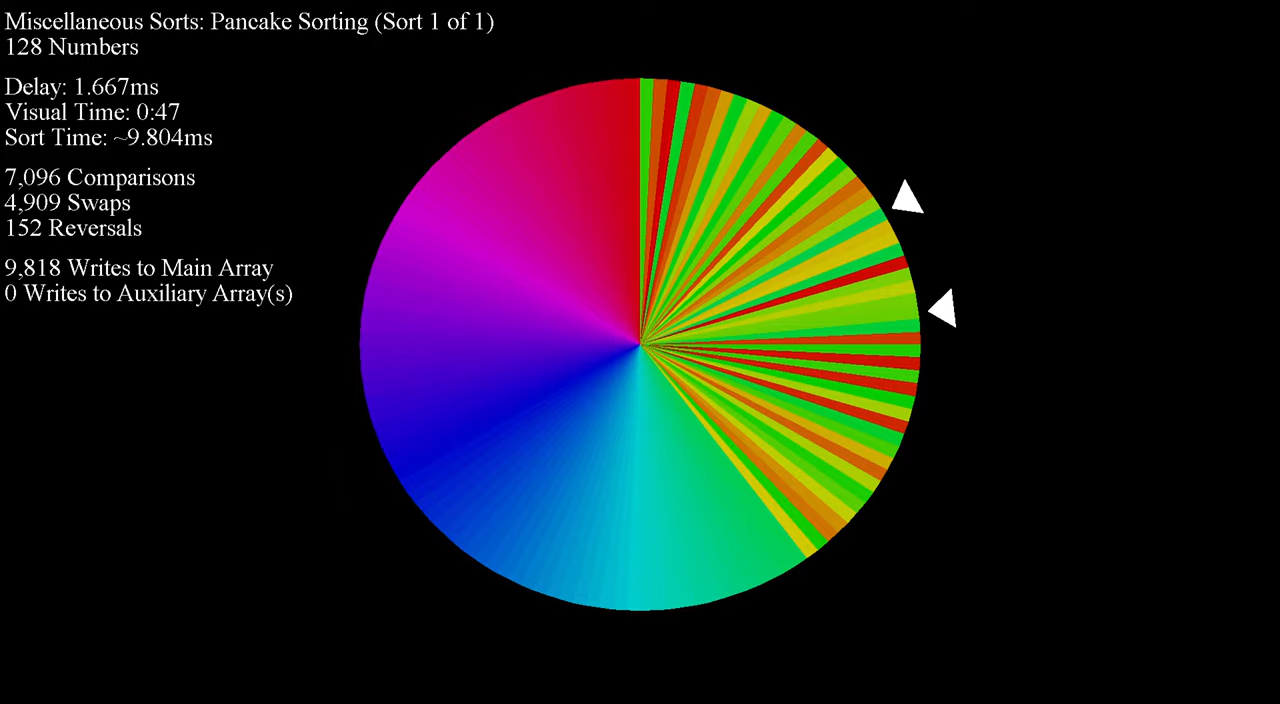 Miscellaneous Sorts: Pancake Sorting (Sort 1 of 1)
128 Numbers
Delay: 1.667ms
Visual Time: 0:47
Sort Time: ~9.804ms
7,096 Comparisons
4,909 Swaps
152 Reversals
9,818 Writes to Main Array
0 Writes to Auxiliary Array(s)